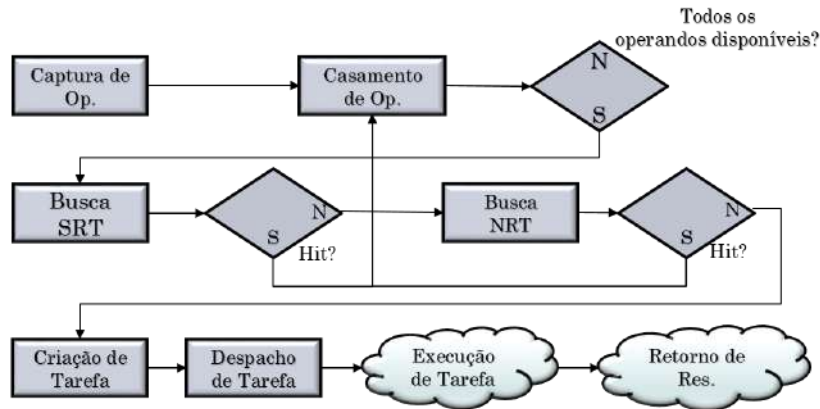 Todos os
operandos disponíveis?
Captura de
Op.
Casamento
de Op.
N
S
Busca
SRT
N
S
Hit?
Busca
NRT
N
S
Hit?
Criação de
Tarefa
Despacho
de Tarefa
Execução
de Tarefa
Retorno de
Res.